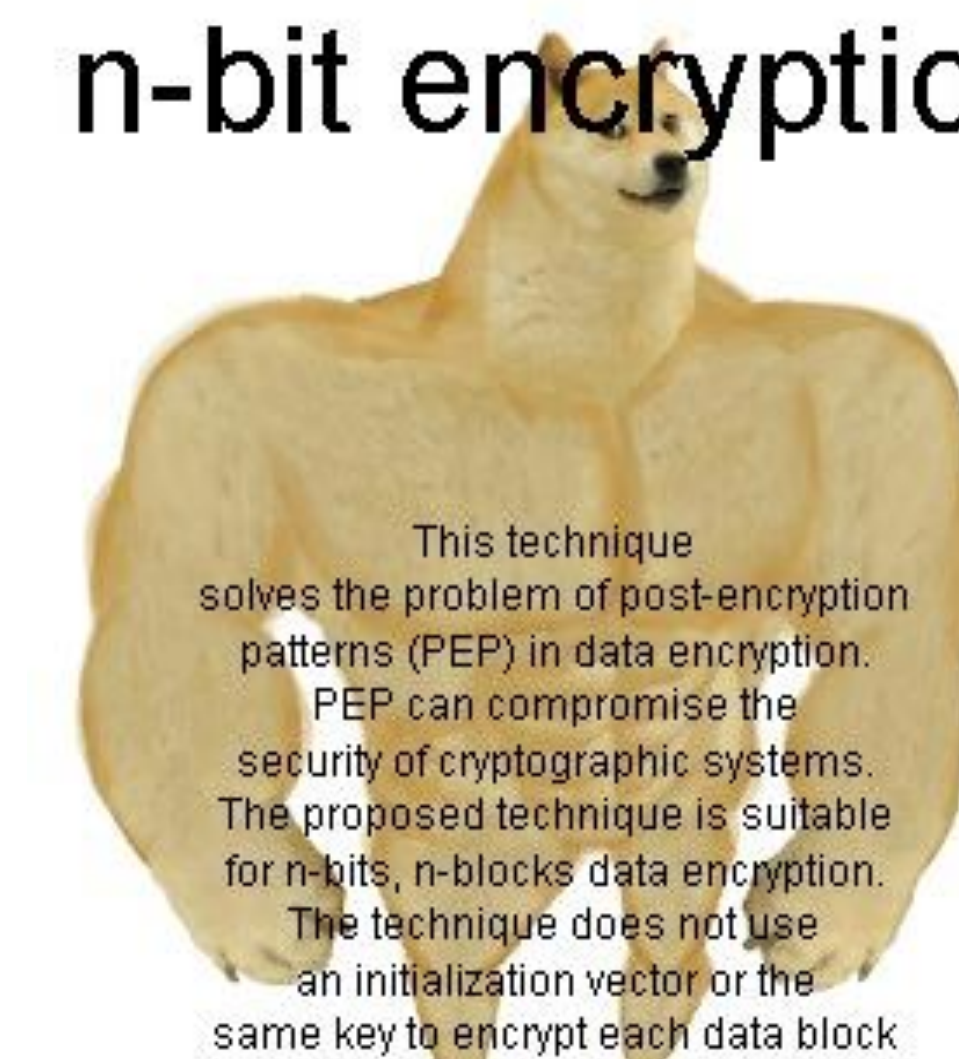 n-bit encryptio
This technique
solves the problem of post-encryption
patterns (PEP) in data encryption.
PEP can compromise the
security of cryptographic systems.
The proposed technique is suitable
for n-bits, n-blocks data encryption.
The technique does not use
an initialization vector or the
same key to encrypt each data block